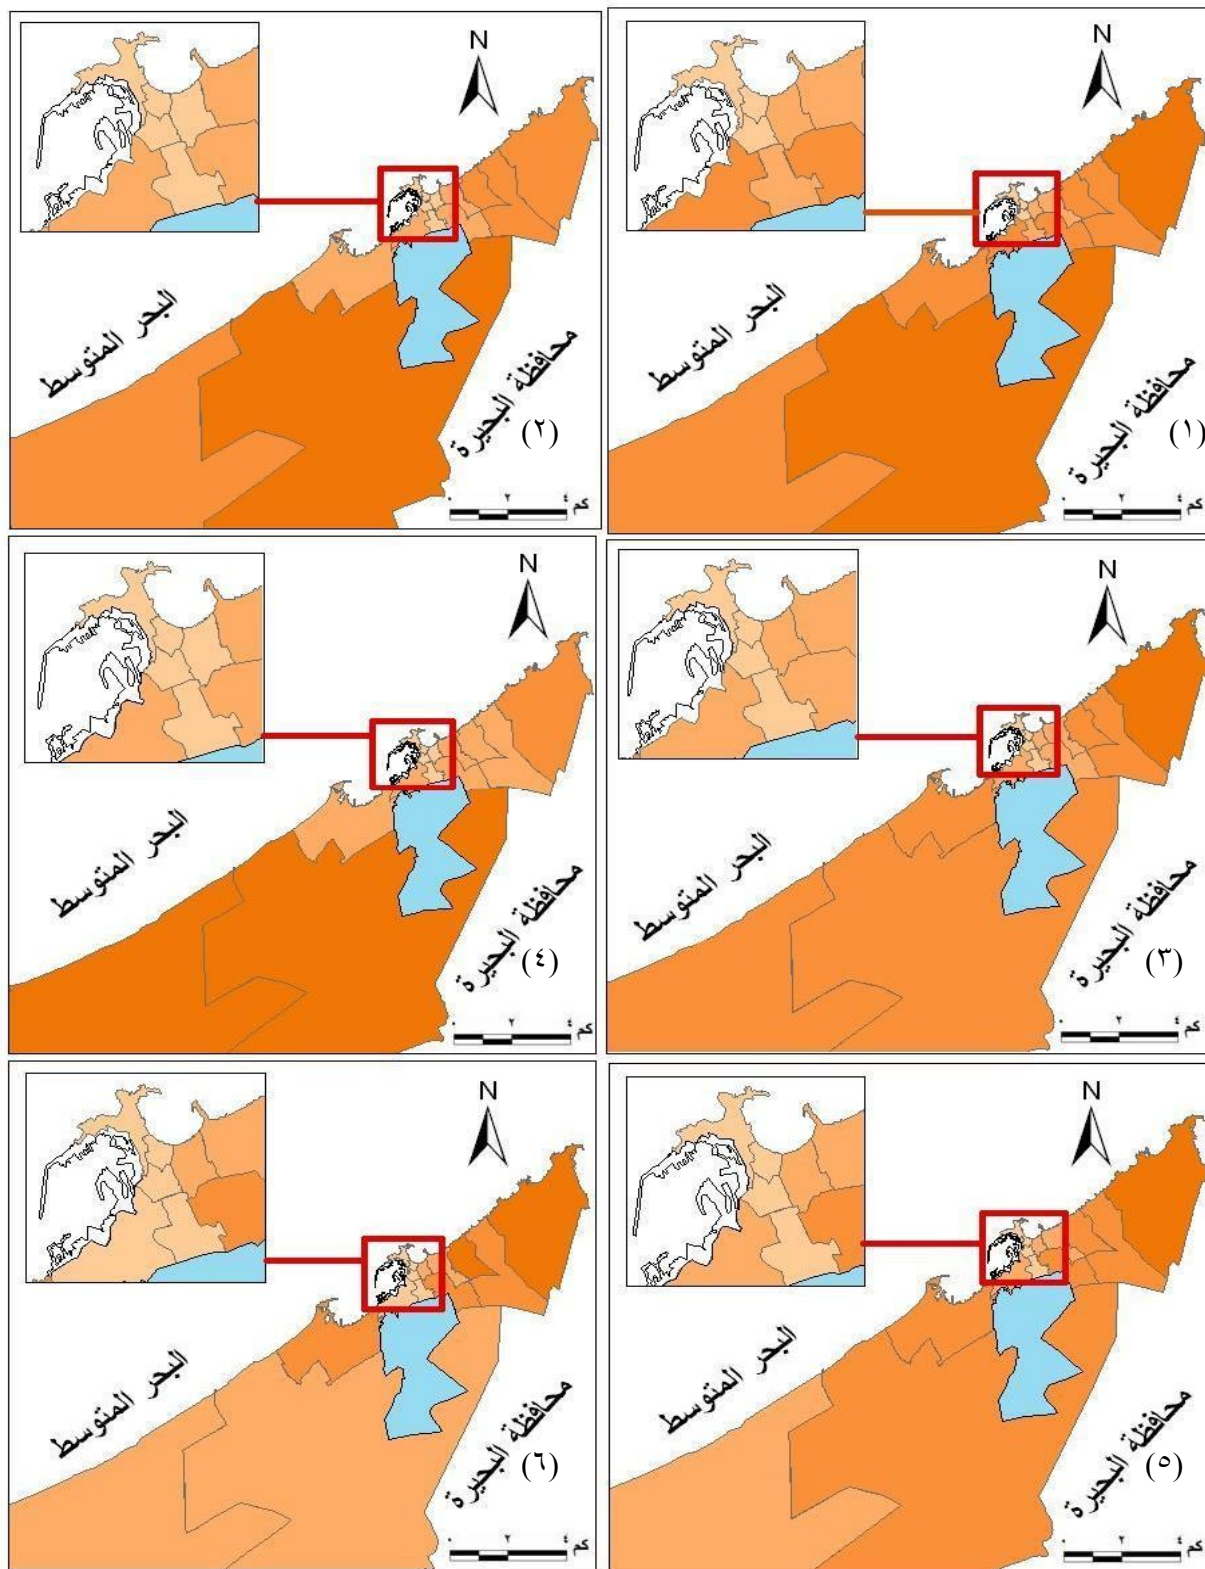 N
البحر المتوسط
محافظة البحيرة
(١)
٠ ٢ ٤ كم
N
البحر المتوسط
محافظة البحيرة
(٢)
٠ ٢ ٤ كم
N
البحر المتوسط
محافظة البحيرة
(٣)
٠ ٢ ٤ كم
N
البحر المتوسط
محافظة البحيرة
(٤)
٠ ٢ ٤ كم
N
البحر المتوسط
محافظة البحيرة
(٥)
٠ ٢ ٤ كم
N
البحر المتوسط
محافظة البحيرة
(٦)
٠ ٢ ٤ كم